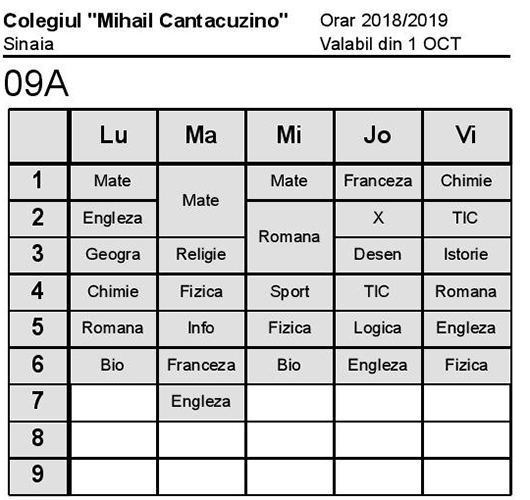 Colegiul "Mihail Cantacuzino" Orar 2018/2019
Sinaia Valabil din 1 OCT
09A
Lu Ma Mi Jo Vi
1 Mate Mate Mate Franceza Chimie
2 Engleza Romana X TIC
3 Geogra Religie Desen Istorie
4 Chimie Fizica Sport TIC Romana
5 Romana Info Fizica Logica Engleza
6 Bio Franceza Bio Engleza Fizica
7 Engleza
8
9